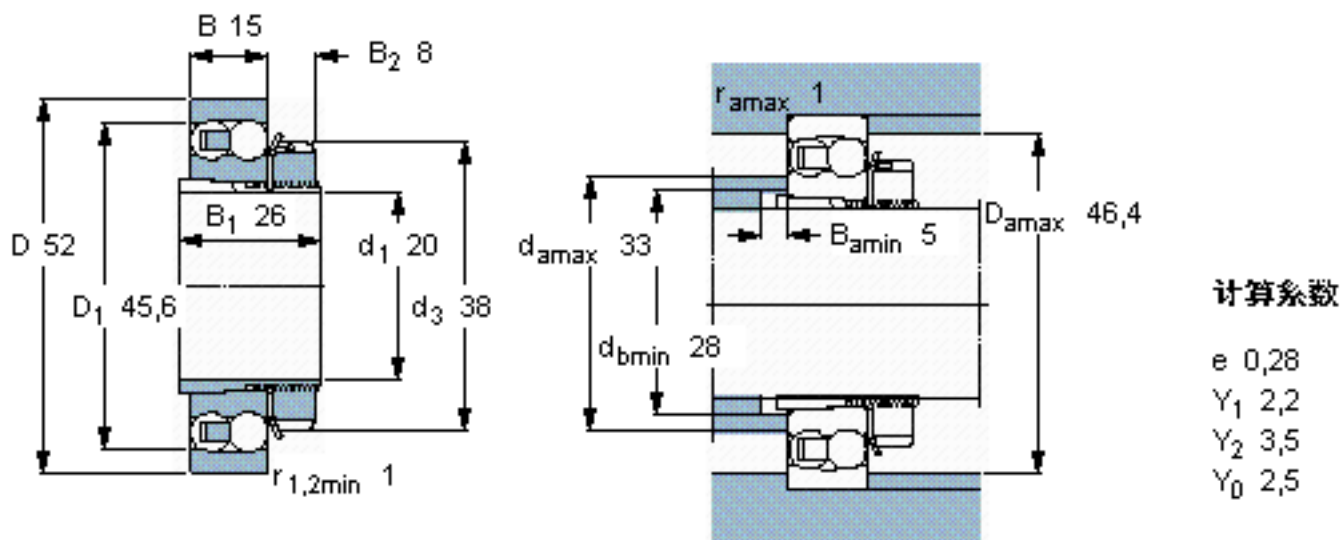 B 15
B2 8
D 52
D1 45,6
B1 26
d1 20
d3 38
r1,2min 1
ramax 1
damax 33
dbmin 28
Bamin 5
Damax 46,4
计算系数
e 0,28
Y1 2,2
Y2 3,5
Y0 2,5